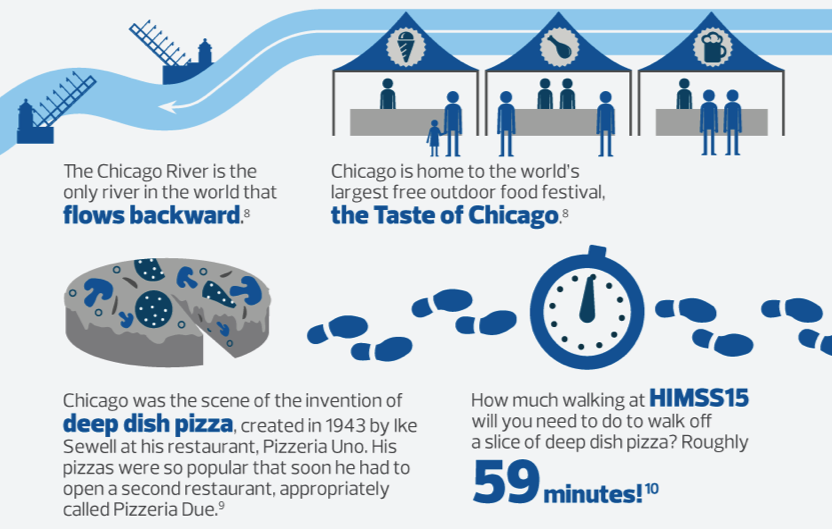 The Chicago River is the
only river in the world that
flows backward.⁸
Chicago is home to the world's
largest free outdoor food festival,
the Taste of Chicago.⁸
Chicago was the scene of the invention of
deep dish pizza, created in 1943 by Ike
Sewell at his restaurant, Pizzeria Uno. His
pizzas were so popular that soon he had to
open a second restaurant, appropriately
called Pizzeria Due.⁹
How much walking at HIMSS15
will you need to do to walk off
a slice of deep dish pizza? Roughly
59 minutes!¹⁰